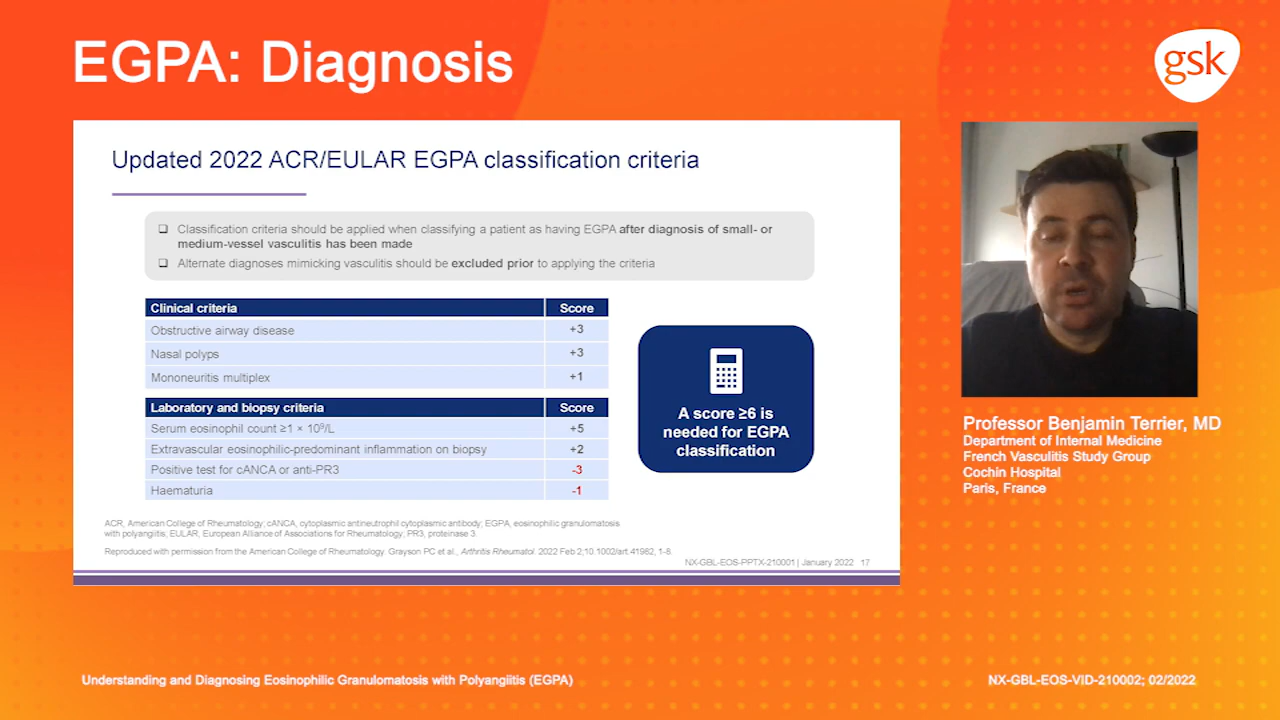 EGPA: Diagnosis
gsk
Updated 2022 ACR/EULAR EGPA classification criteria
Classification criteria should be applied when classifying a patient as having EGPA after diagnosis of small- or
medium-vessel vasculitis has been made
Alternate diagnoses mimicking vasculitis should be excluded prior to applying the criteria
Clinical criteria Score
Obstructive airway disease +3
Nasal polyps +3
Mononeuritis multiplex +1
Laboratory and biopsy criteria Score
Serum eosinophil count ≥1 × 10⁹/L +5
Extravascular eosinophilic-predominant inflammation on biopsy +2
Positive test for cANCA or anti-PR3 -3
Haematuria -1
A score ≥6 is
needed for EGPA
classification
ACR, American College of Rheumatology; cANCA, cytoplasmic antineutrophil cytoplasmic antibody; EGPA, eosinophilic granulomatosis
with polyangiitis; EULAR, European Alliance of Associations for Rheumatology; PR3, proteinase 3.
Reproduced with permission from the American College of Rheumatology. Grayson PC et al., Arthritis Rheumatol. 2022 Feb 2;10.1002/art.41982, 1-8.
NX-GBL-EOS-PPTX-210001 | January 2022 17
Professor Benjamin Terrier, MD
Department of Internal Medicine
French Vasculitis Study Group
Cochin Hospital
Paris, France
Understanding and Diagnosing Eosinophilic Granulomatosis with Polyangiitis (EGPA)
NX-GBL-EOS-VID-210002; 02/2022